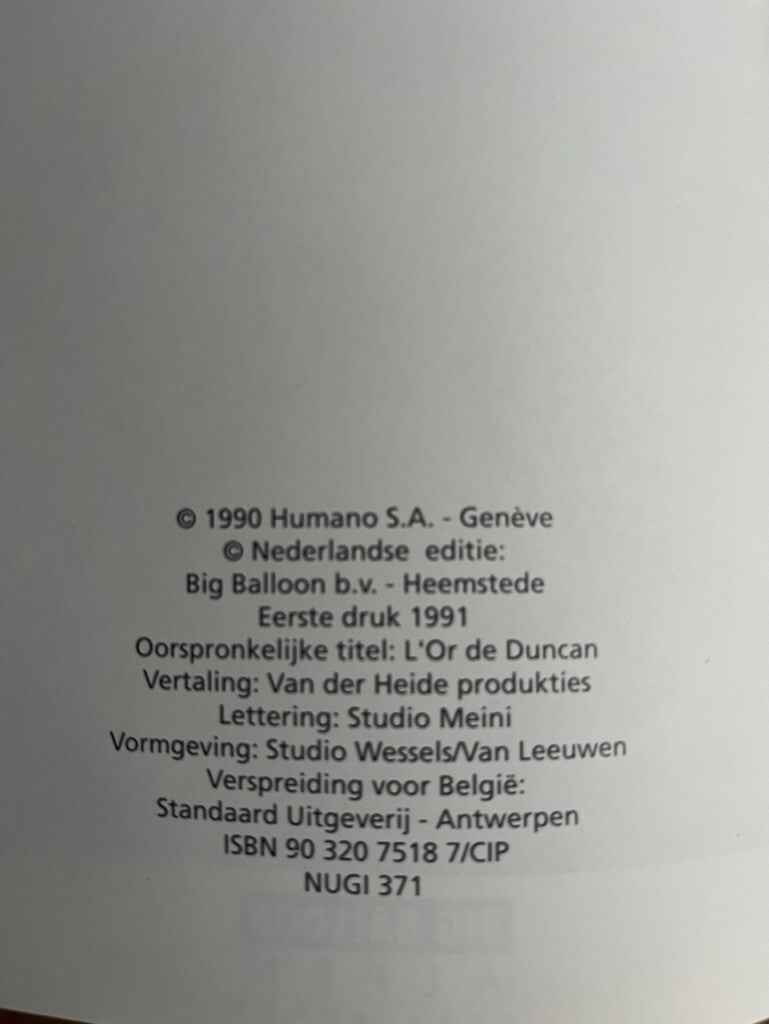 © 1990 Humano S.A. - Genève
© Nederlandse editie:
Big Balloon b.v. - Heemstede
Eerste druk 1991
Oorspronkelijke titel: L'Or de Duncan
Vertaling: Van der Heide produkties
Lettering: Studio Meini
Vormgeving: Studio Wessels/Van Leeuwen
Verspreiding voor België:
Standaard Uitgeverij - Antwerpen
ISBN 90 320 7518 7/CIP
NUGI 371